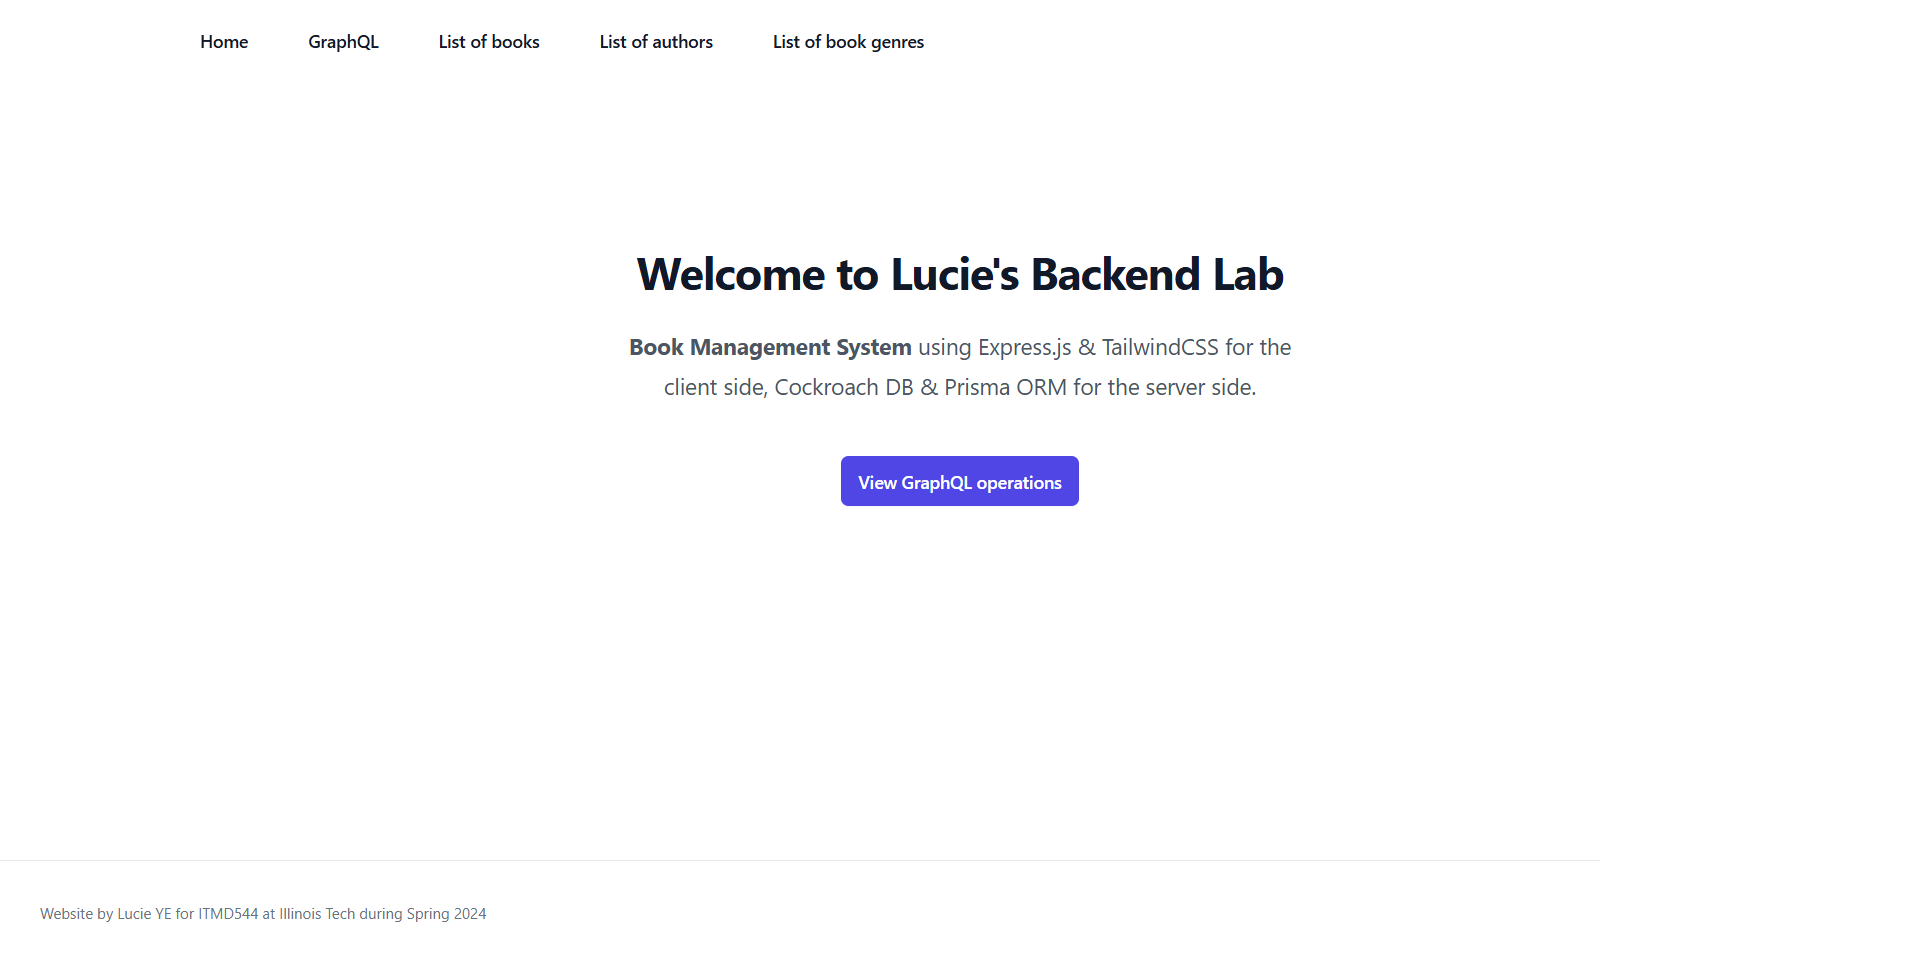 Home
GraphQL
List of books
List of authors
List of book genres
Welcome to Lucie's Backend Lab
Book Management System using Express.js & TailwindCSS for the
client side, Cockroach DB & Prisma ORM for the server side.
View GraphQL operations
Website by Lucie YE for ITMD544 at Illinois Tech during Spring 2024